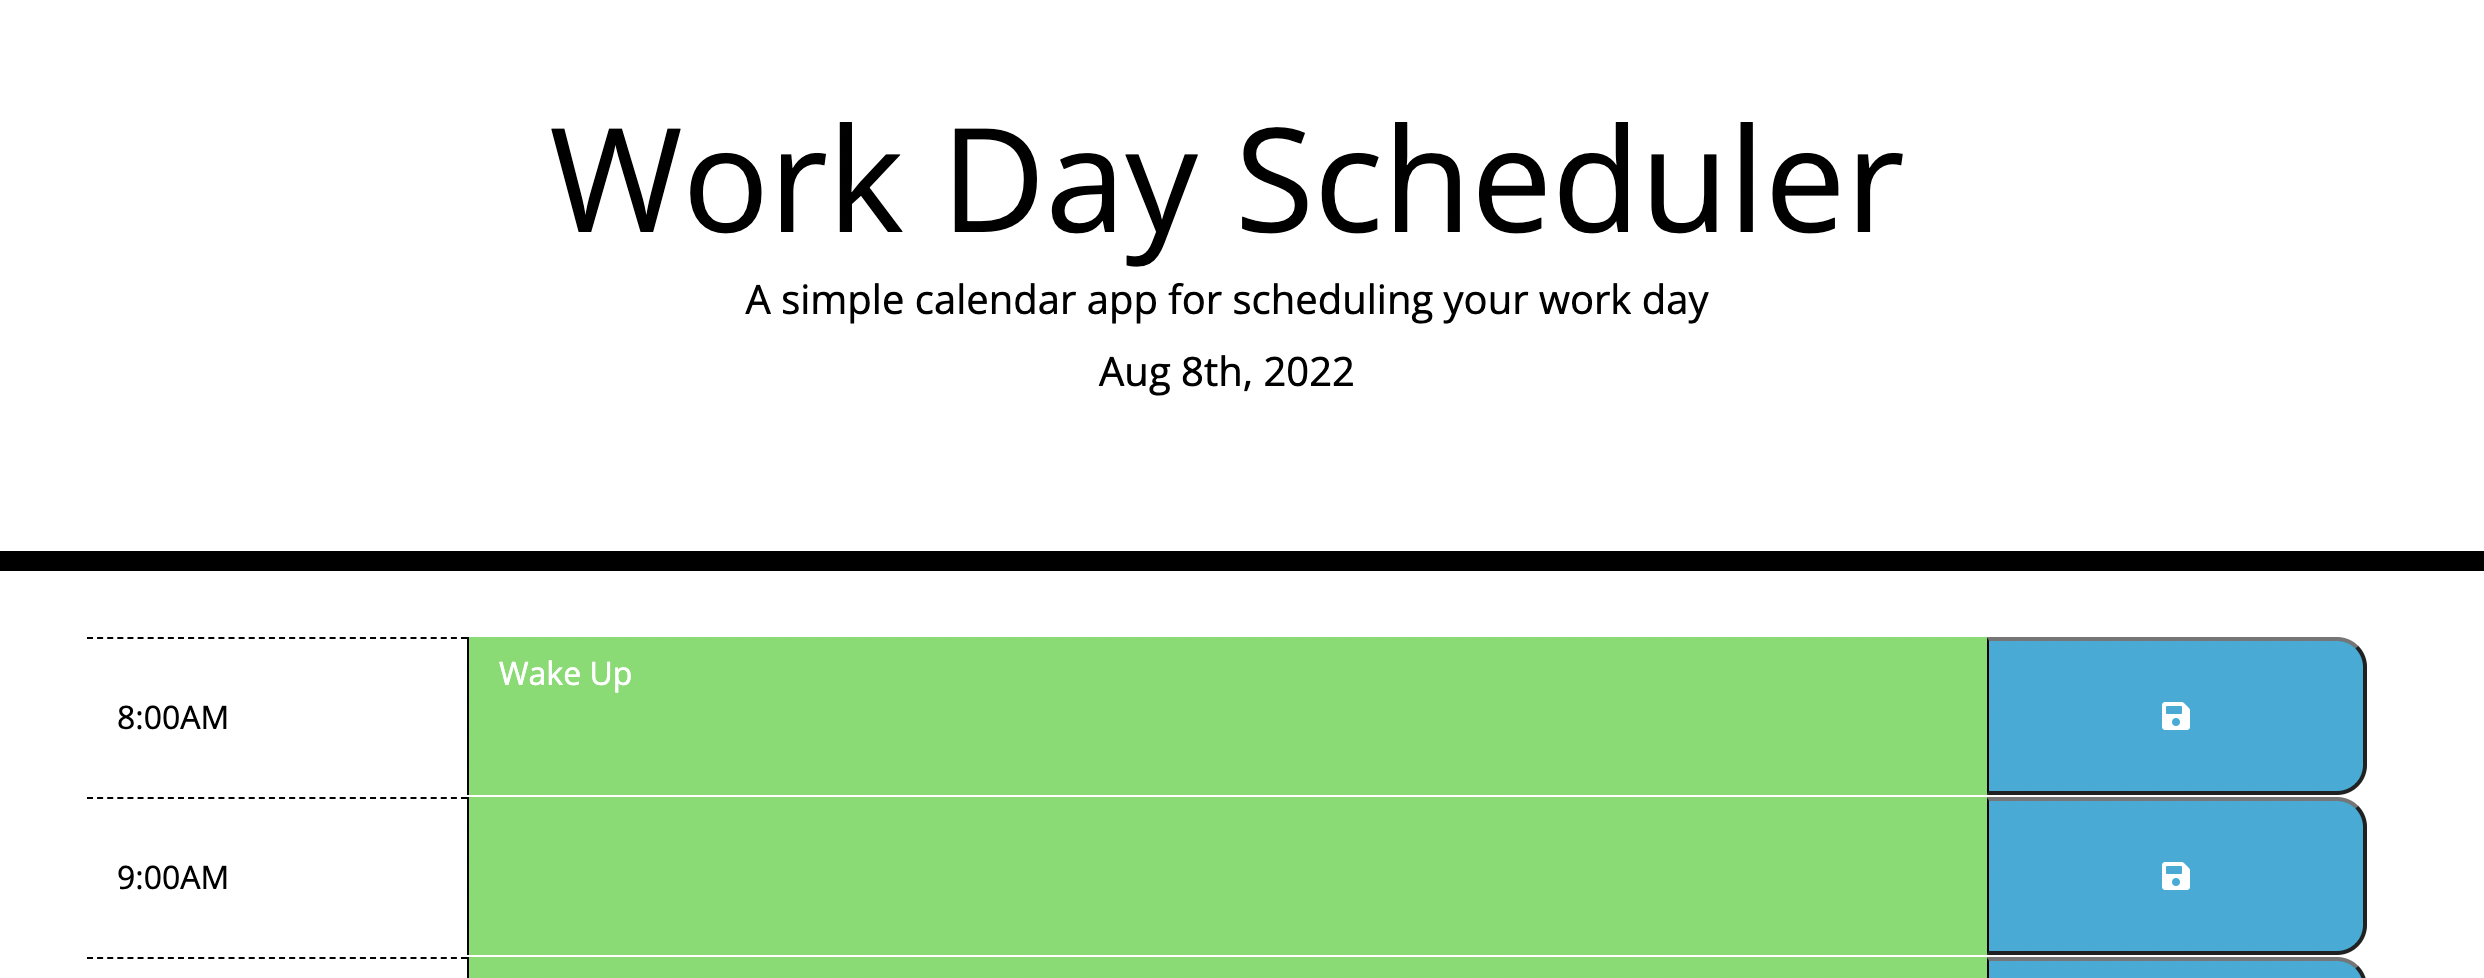 Work Day Scheduler
A simple calendar app for scheduling your work day
Aug 8th, 2022
Wake Up
8:00AM
9:00AM